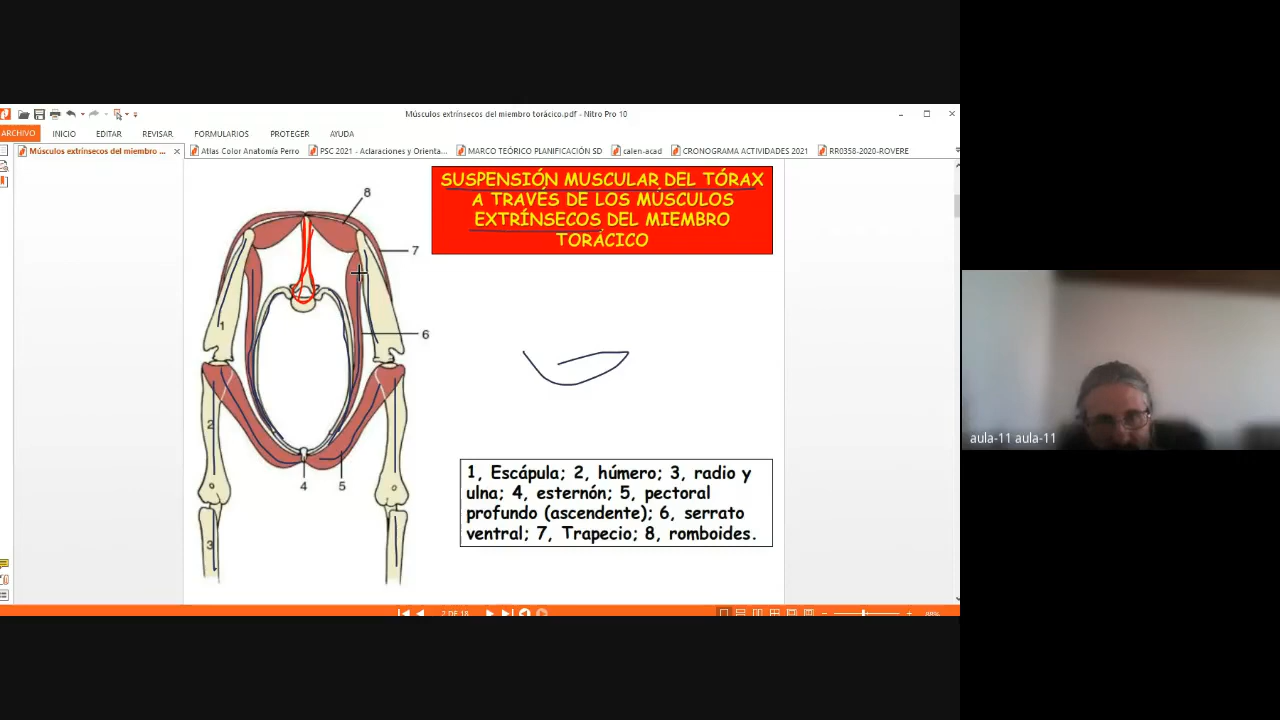 Músculos extrínsecos del miembro torácico.pdf - Nitro Pro 10
ARCHIVO INICIO EDITAR REVISAR FORMULARIOS PROTEGER AYUDA
Músculos extrínsecos del miembro ... Atlas Color Anatomía Perro PSC 2021 - Aclaraciones y Orienta... MARCO TEÓRICO PLANIFICACIÓN SD calen-acad CRONOGRAMA ACTIVIDADES 2021 RR0358-2020-ROVERE
SUSPENSIÓN MUSCULAR DEL TÓRAX
A TRAVÉS DE LOS MÚSCULOS
EXTRÍNSECOS DEL MIEMBRO
TORÁCICO
8
7
1
6
2
4
5
3
1, Escápula; 2, húmero; 3, radio y
ulna; 4, esternón; 5, pectoral
profundo (ascendente); 6, serrato
ventral; 7, Trapecio; 8, romboides.
aula-11 aula-11
2 DE 18